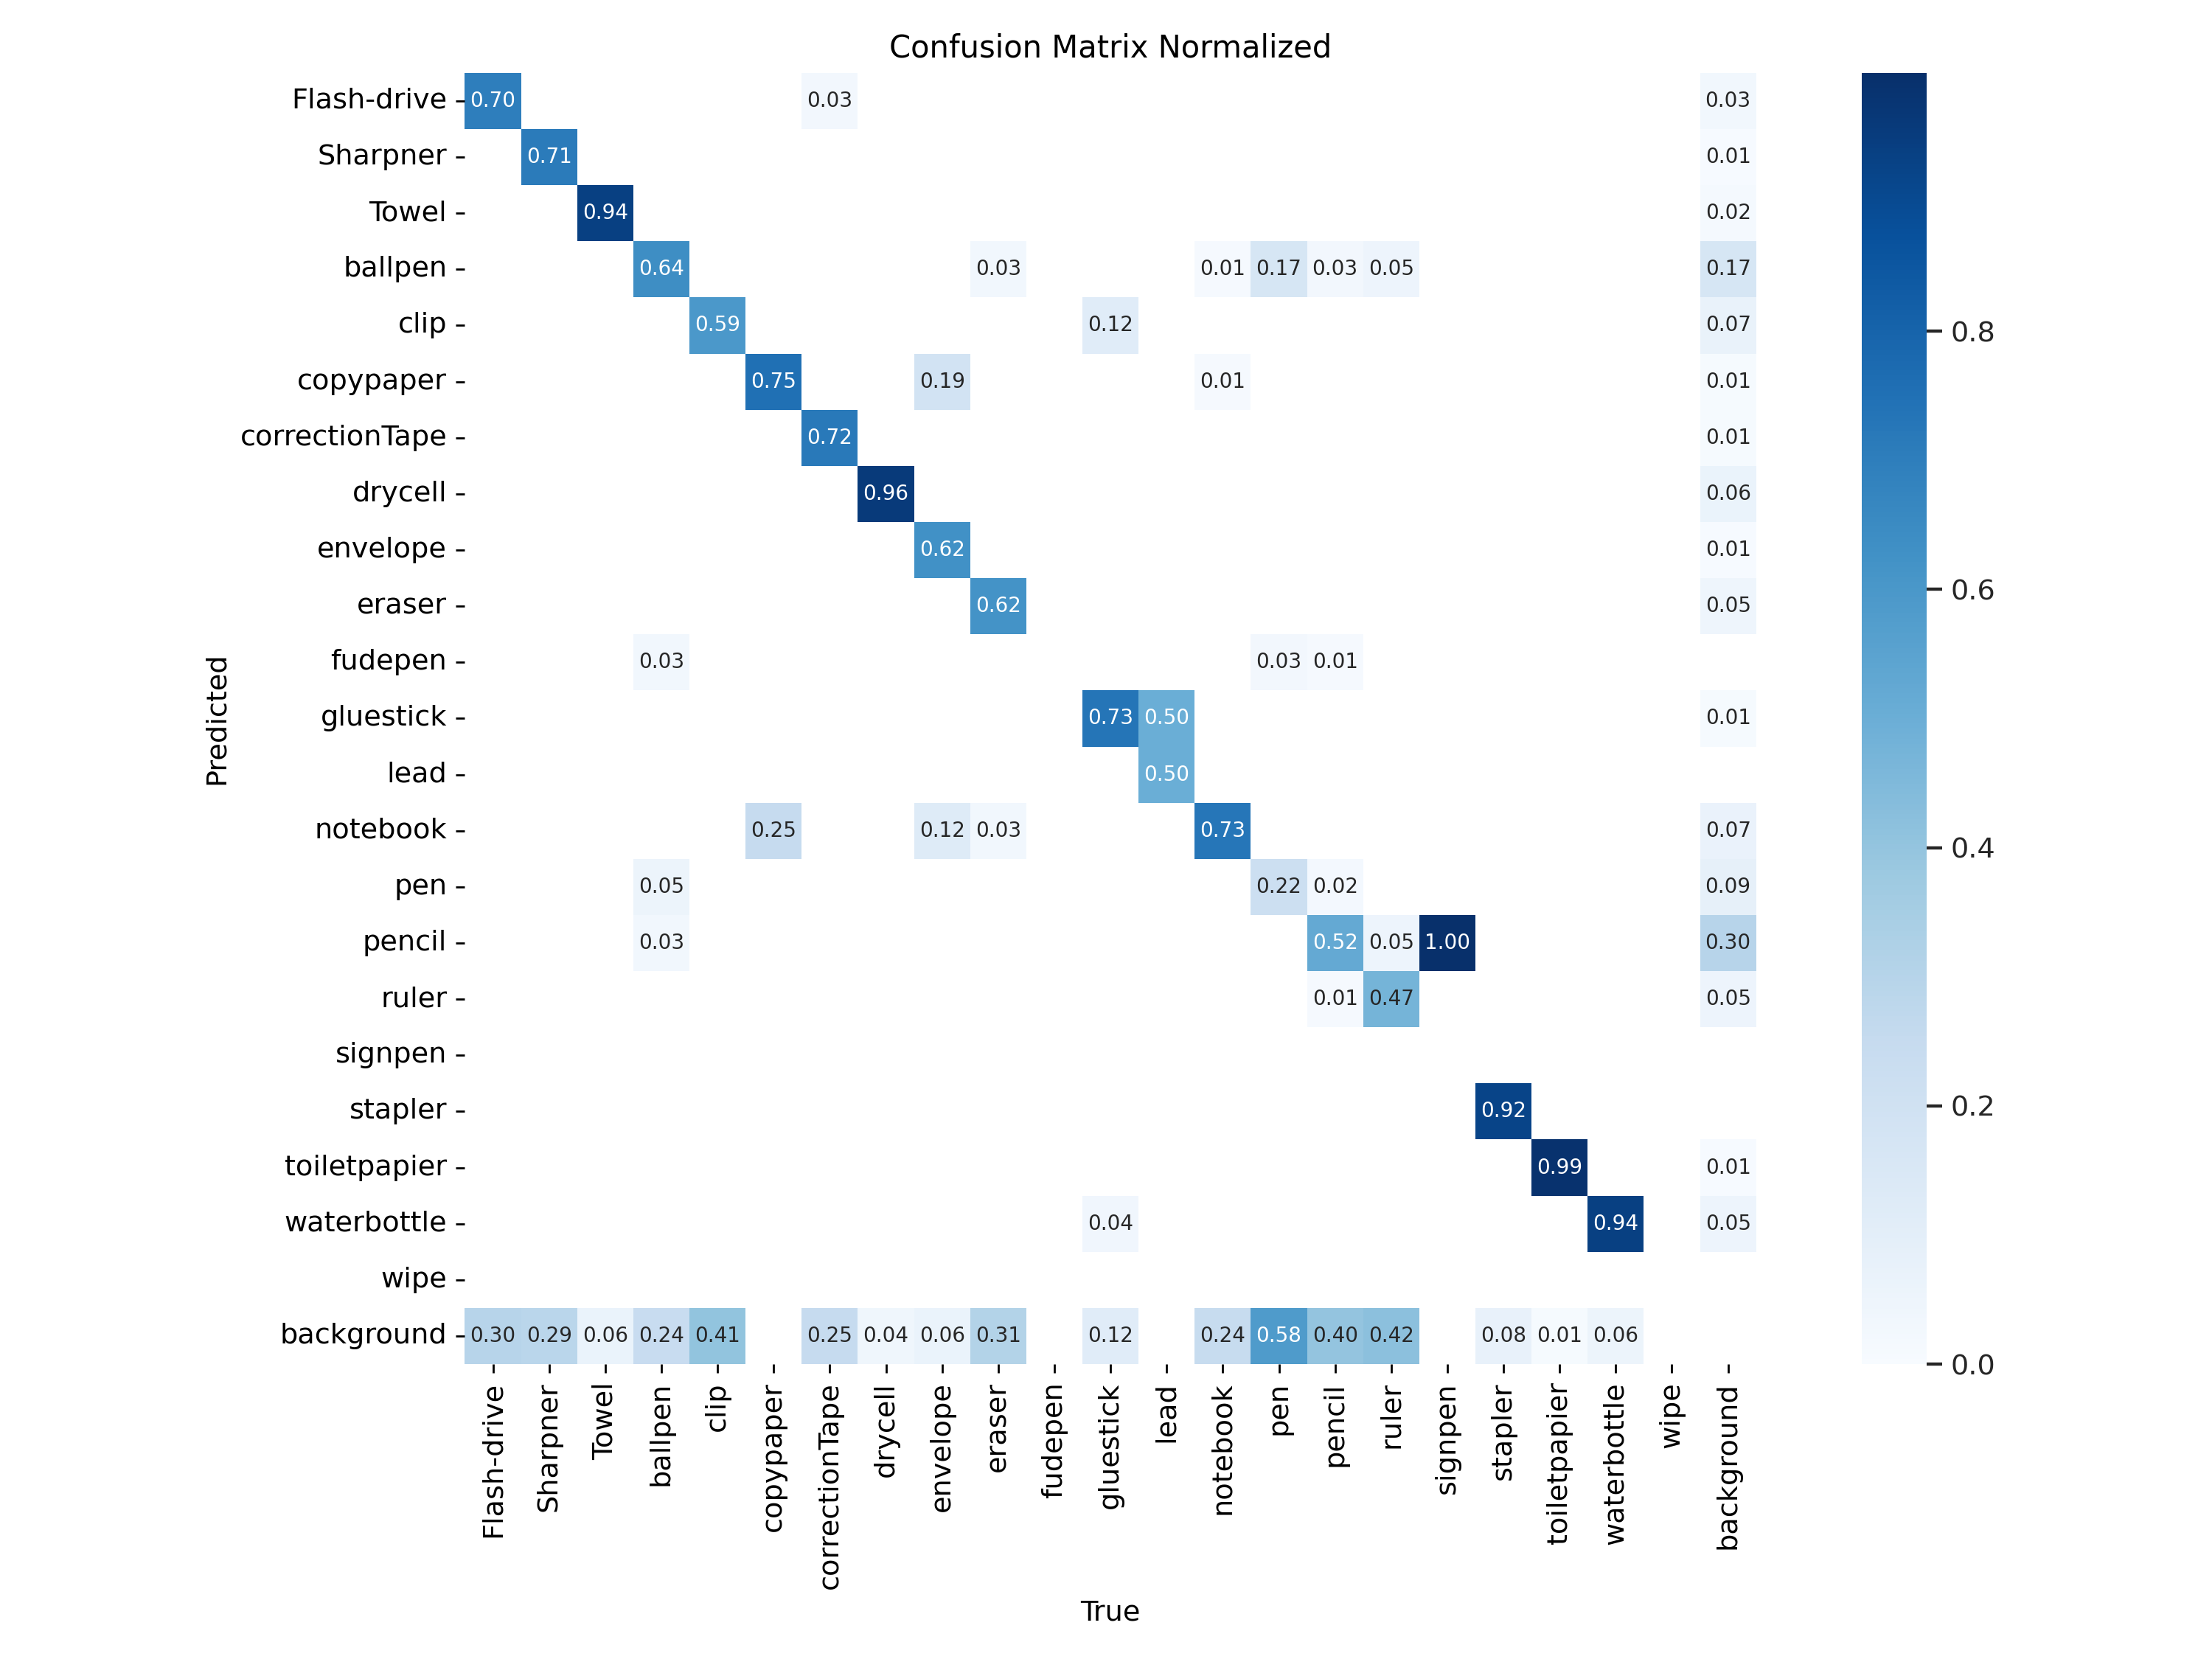 Confusion Matrix Normalized
Flash-drive 0.70 0.03 0.03
Sharpner 0.71 0.01
Towel 0.94 0.02
ballpen 0.64 0.03 0.01 0.17 0.03 0.05 0.17
clip 0.59 0.12 0.07
0.8
copypaper 0.75 0.19 0.01 0.01
correctionTape 0.72 0.01
drycell 0.96 0.06
envelope 0.62 0.01
0.6
eraser 0.62 0.05
fudepen 0.03 0.03 0.01
Predicted
gluestick 0.73 0.50 0.01
lead 0.50
notebook 0.25 0.12 0.03 0.73 0.07
0.4
pen 0.05 0.22 0.02 0.09
pencil 0.03 0.52 0.05 1.00 0.30
ruler 0.01 0.47 0.05
signpen
stapler 0.92
0.2
toiletpapier 0.99 0.01
waterbottle 0.04 0.94 0.05
wipe
background 0.30 0.29 0.06 0.24 0.41 0.25 0.04 0.06 0.31 0.12 0.24 0.58 0.40 0.42 0.08 0.01 0.06
0.0
Flash-drive
Sharpner
Towel
ballpen
clip
copypaper
correctionTape
drycell
envelope
eraser
fudepen
gluestick
lead
notebook
pen
pencil
ruler
signpen
stapler
toiletpapier
waterbottle
wipe
background
True